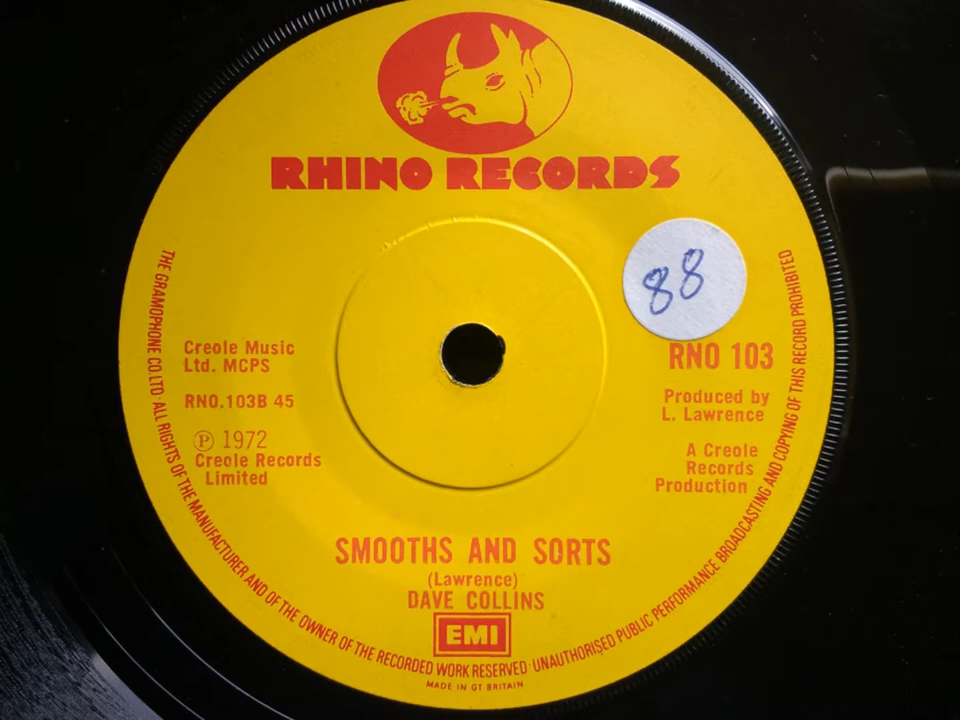 RHINO RECORDS
88
RNO 103
Creole Music
Ltd. MCPS
RNO.103B 45
Ⓟ 1972
Creole Records
Limited
Produced by
L. Lawrence
A Creole
Records
Production
SMOOTHS AND SORTS
(Lawrence)
DAVE COLLINS
EMI
THE GRAMOPHONE CO. LTD · ALL RIGHTS OF THE MANUFACTURER AND OF THE OWNER OF THE RECORDED WORK RESERVED · UNAUTHORISED PUBLIC PERFORMANCE BROADCASTING AND COPYING OF THIS RECORD PROHIBITED
MADE IN GT BRITAIN